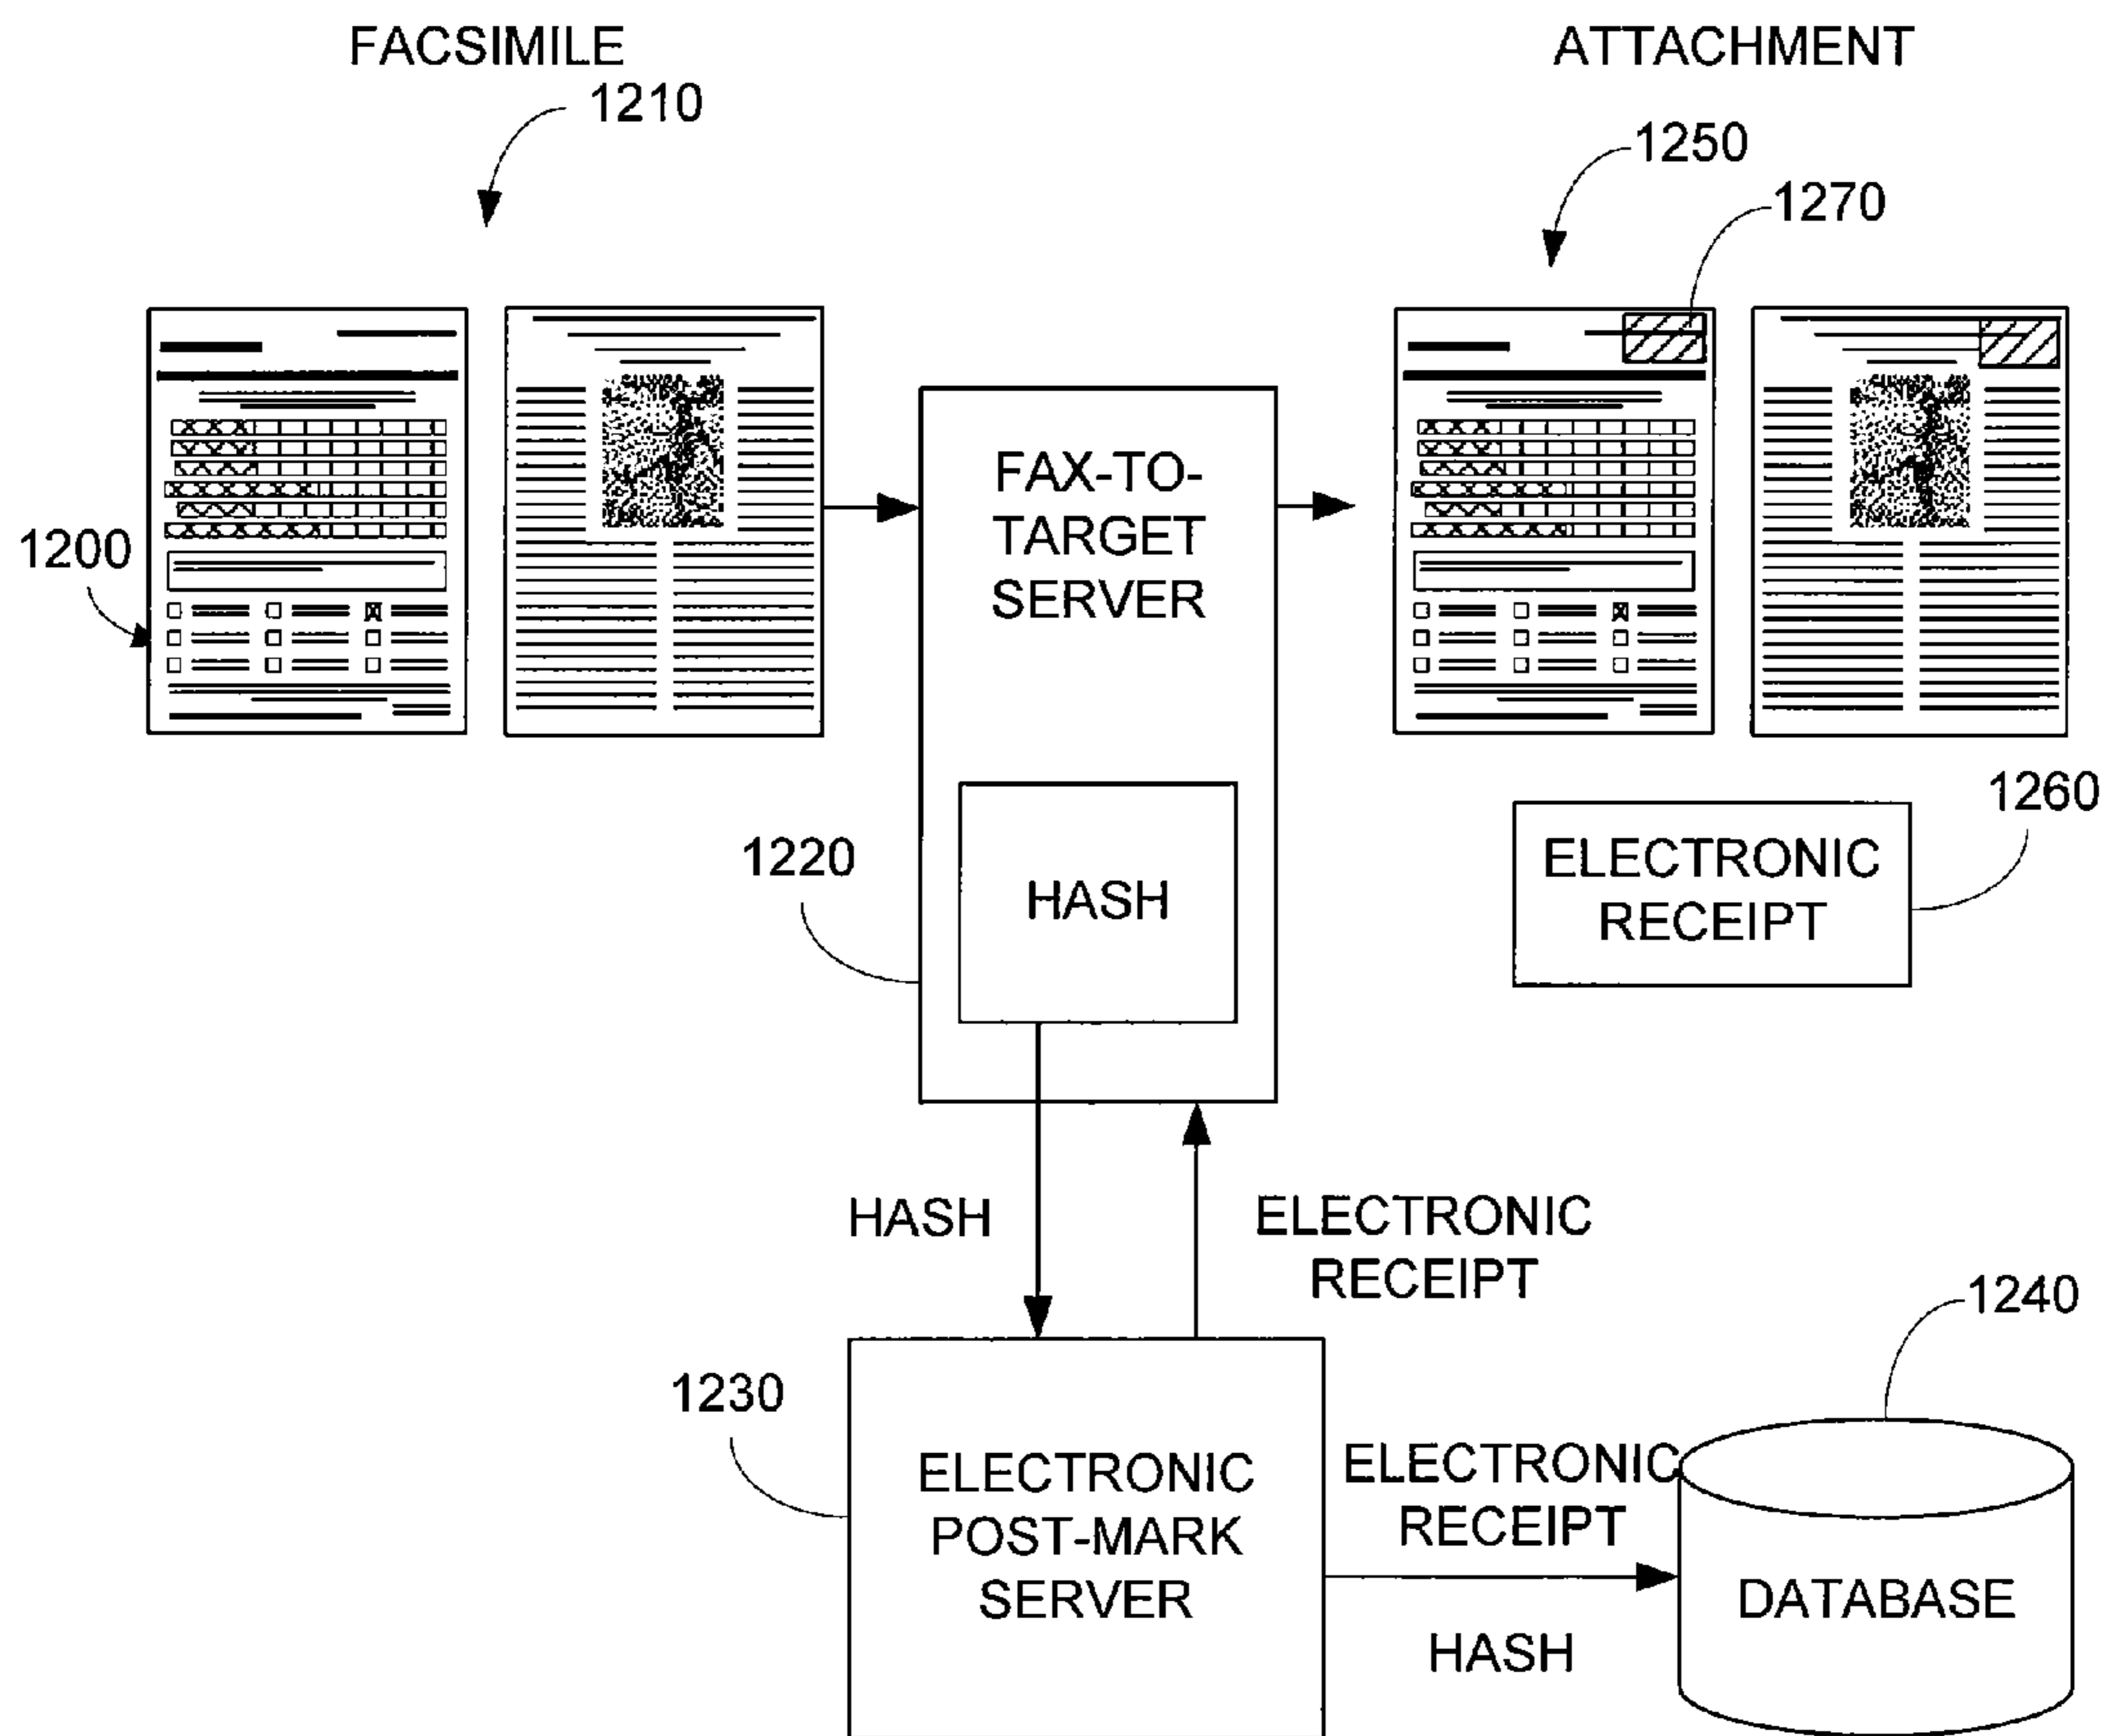 FACSIMILE
1210
ATTACHMENT
1250
1270
1200
FAX-TO-
TARGET
SERVER
1220
HASH
1260
ELECTRONIC
RECEIPT
HASH
ELECTRONIC
RECEIPT
1240
1230
ELECTRONIC
POST-MARK
SERVER
ELECTRONIC
RECEIPT
HASH
DATABASE